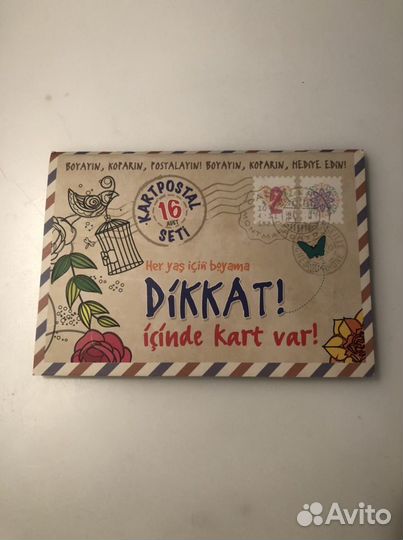 BOYAYIN, KOPARIN, POSTALAYIN! BOYAYIN, KOPARIN, HEDİYE EDİN!
KARTPOSTAL
16
ADET
SETİ
2
Her yaş için boyama
DİKKAT!
içinde kart var!
Avito